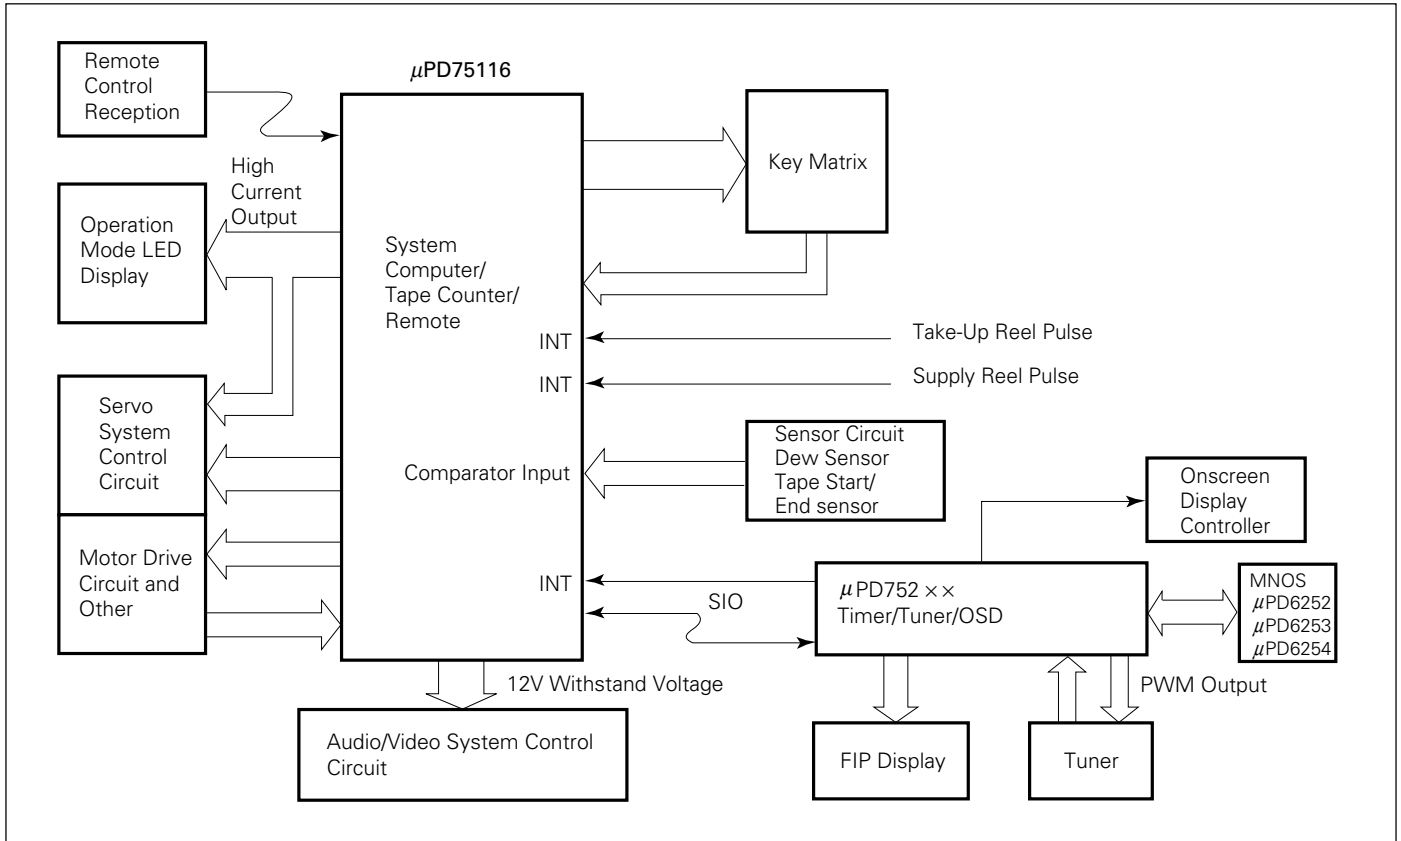 Remote
Control
Reception
μPD75116
High
Current
Output
Operation
Mode LED
Display
System
Computer/
Tape Counter/
Remote
Key Matrix
INT
Take-Up Reel Pulse
INT
Supply Reel Pulse
Servo
System
Control
Circuit
Comparator Input
Sensor Circuit
Dew Sensor
Tape Start/
End sensor
Onscreen
Display
Controller
Motor Drive
Circuit and
Other
INT
SIO
μPD752××
Timer/Tuner/OSD
MNOS
μPD6252
μPD6253
μPD6254
12V Withstand Voltage
PWM Output
Audio/Video System Control
Circuit
FIP Display
Tuner